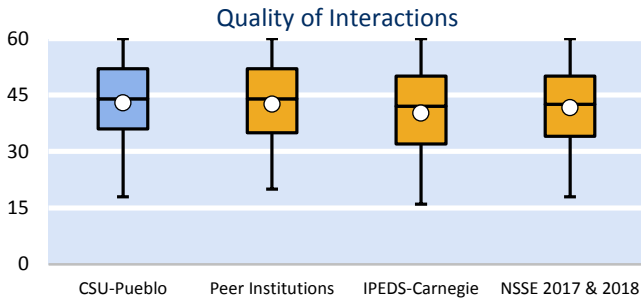 Quality of Interactions
60
45
30
15
0
CSU-Pueblo Peer Institutions IPEDS-Carnegie NSSE 2017 & 2018